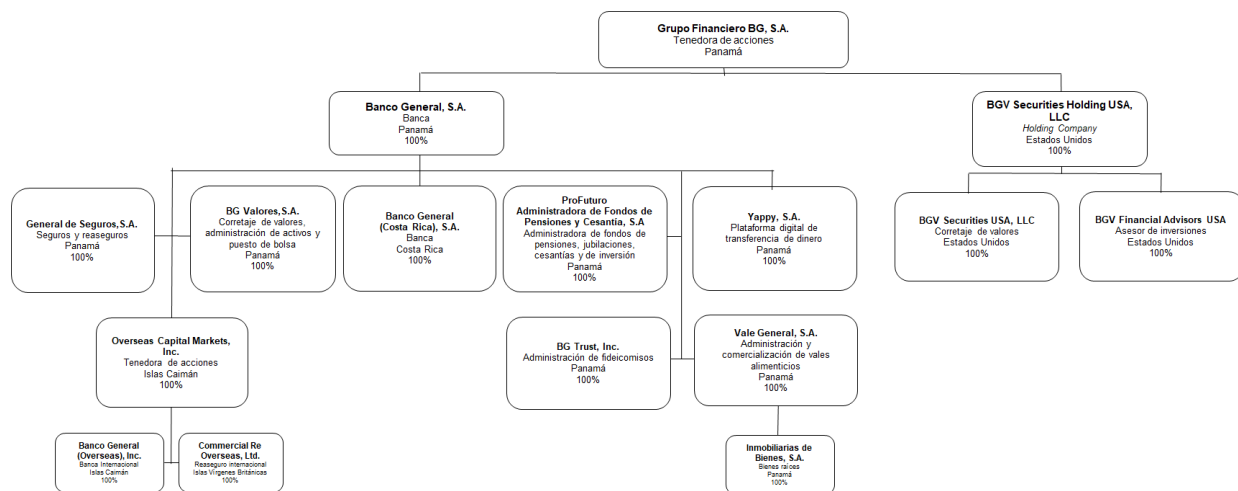 Grupo Financiero BG, S.A.
Tenedora de acciones
Panamá
Banco General, S.A.
Banca
Panamá
100%
BGV Securities Holding USA,
LLC
Holding Company
Estados Unidos
100%
General de Seguros,S.A.
Seguros y reaseguros
Panamá
100%
BG Valores,S.A.
Corretaje de valores,
administración de activos y
puesto de bolsa
Panamá
100%
Banco General
(Costa Rica), S.A.
Banca
Costa Rica
100%
ProFuturo
Administradora de Fondos de
Pensiones y Cesantía, S.A
Administradora de fondos de
pensiones, jubilaciones,
cesantías y de inversión
Panamá
100%
Yappy, S.A.
Plataforma digital de
transferencia de dinero
Panamá
100%
BGV Securities USA, LLC
Corretaje de valores
Estados Unidos
100%
BGV Financial Advisors USA
Asesor de inversiones
Estados Unidos
100%
Overseas Capital Markets,
Inc.
Tenedora de acciones
Islas Caimán
100%
BG Trust, Inc.
Administración de fideicomisos
Panamá
100%
Vale General, S.A.
Administración y
comercialización de vales
alimenticios
Panamá
100%
Banco General
(Overseas), Inc.
Banca Internacional
Islas Caimán
100%
Commercial Re
Overseas, Ltd.
Reaseguro internacional
Islas Vírgenes Británicas
100%
Inmobiliarias de
Bienes, S.A.
Bienes raíces
Panamá
100%